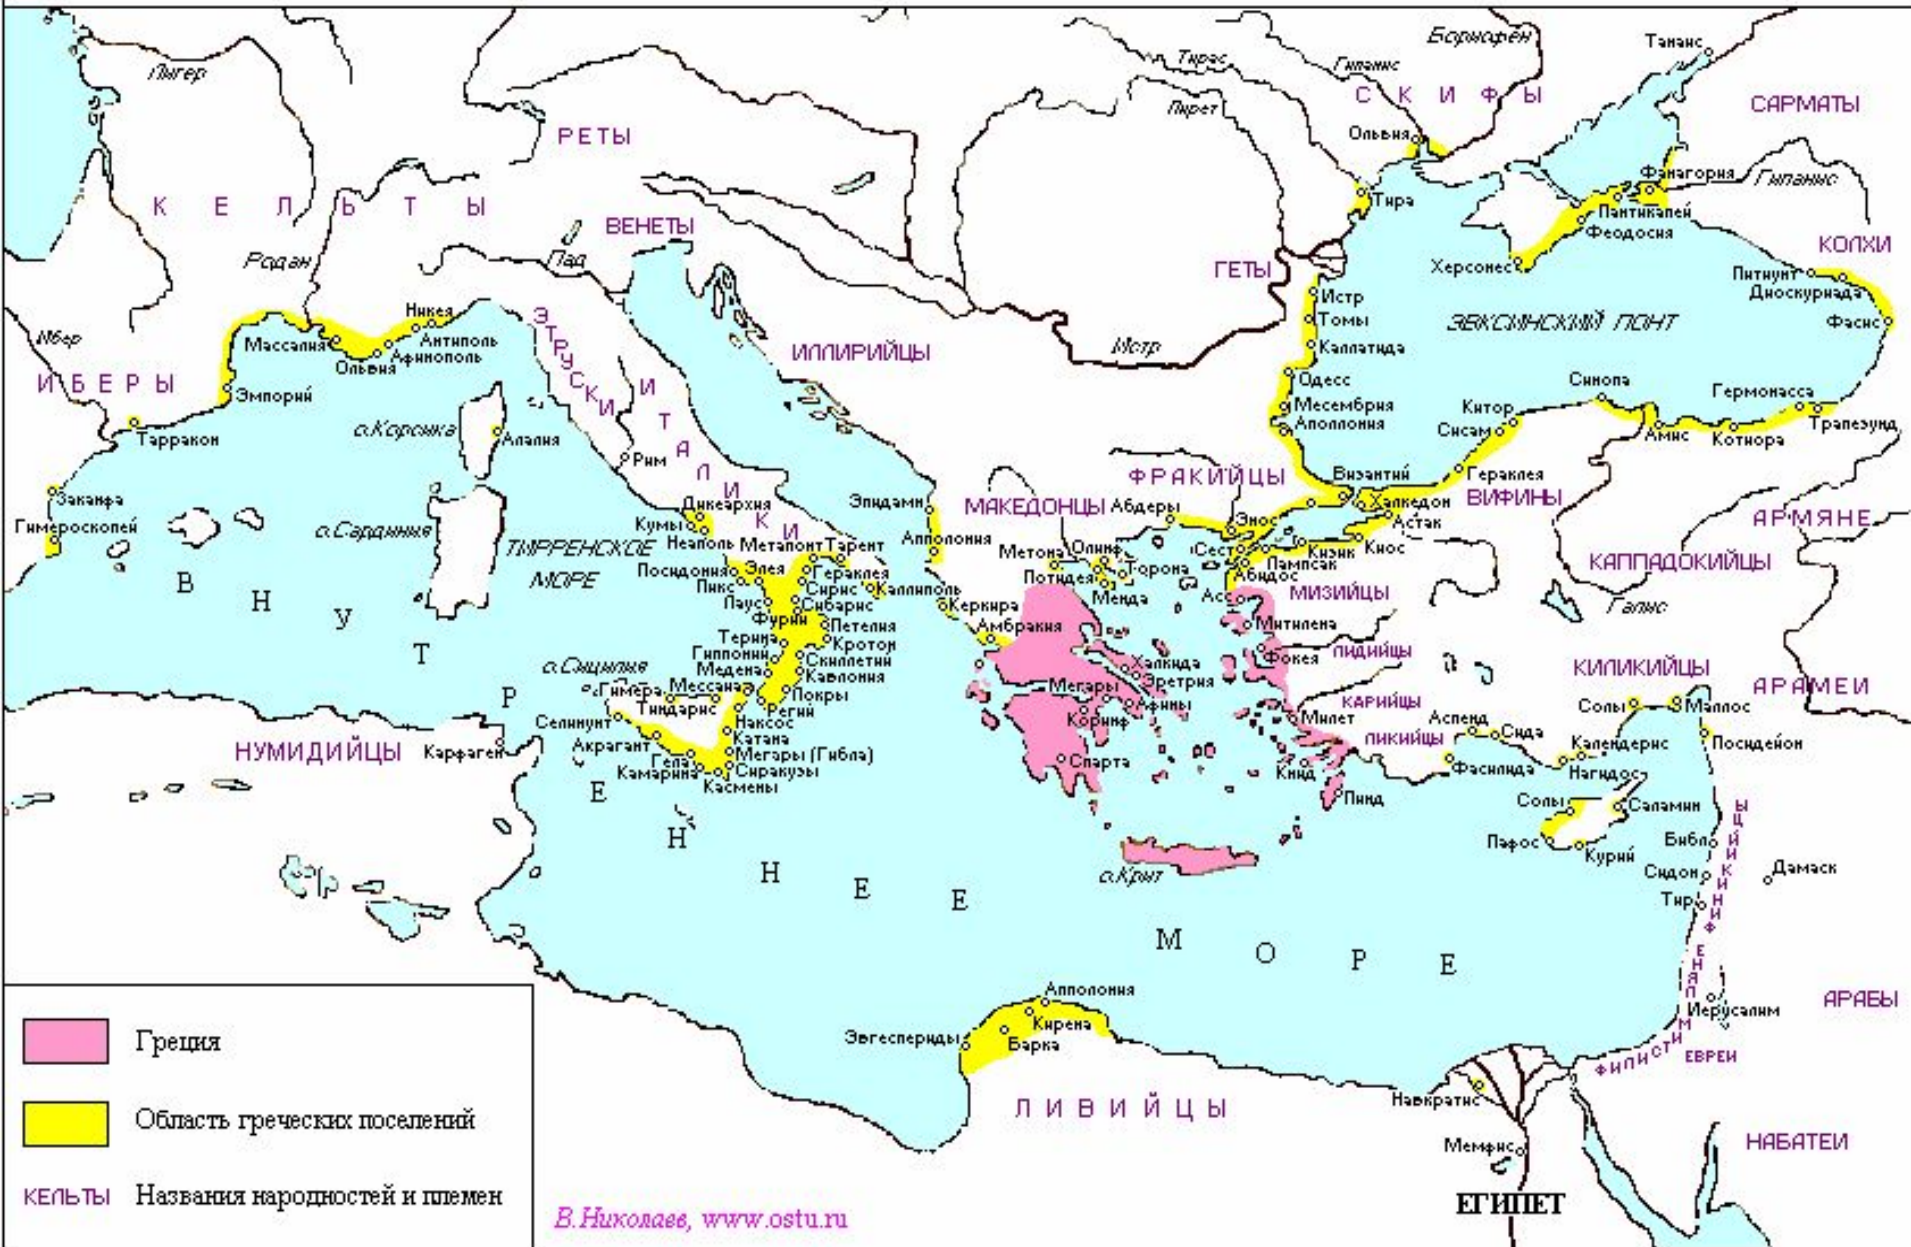 Лигер
РЕТЫ
Тирас
Гипанис
Борисфен
Танаис
СКИФЫ
САРМАТЫ
Пирет
Ольвия
КЕЛЬТЫ
ВЕНЕТЫ
Тира
Фанагория
Гипанис
Пантикапей
Феодосия
Родан
Пад
ГЕТЫ
Херсонес
КОЛХИ
Питиунт
Диоскуриада
Фасис
Ибер
Никея
Антиполь
Массалия
Афинополь
Ольвия
ЭТРУСКИ
ИТАЛИКИ
ИЛЛИРИЙЦЫ
Истр
Истр
Томы
Каллатида
ЭВКСИНСКИЙ ПОНТ
ИБЕРЫ
Эмпорий
Одесс
Месембрия
Аполлония
Синопа
Гермонасса
Китор
Сисам
Амис
Котиора
Трапезунд
Тарракон
о.Корсика
Алалия
Рим
ФРАКИЙЦЫ
Византий
Гераклея
Халкедон
ВИФИНЫ
Астак
АРМЯНЕ
Заканфа
Гимероскопей
о.Сардиния
ТИРРЕНСКОЕ
МОРЕ
Дикеархия
Кумы
Неаполь
Эпидамн
Апполония
МАКЕДОНЦЫ
Абдеры
Энос
Метапонт
Тарент
Метона
Олинф
Сест
Кизик
Киос
Посидония
Элея
Гераклея
Потидея
Торона
Лампсак
Абидос
КАППАДОКИЙЦЫ
Пикс
Сирис
Каллиполь
Менда
Асс
МИЗИЙЦЫ
Галис
Лаус
Сибарис
Керкира
Фурии
Петелия
Амбракия
Митилена
Терина
Кротон
Гиппоний
Скиллетий
Фокея
ЛИДИЙЦЫ
Медена
Кавлония
Халкида
Эретрия
КИЛИКИЙЦЫ
о.Сицилия
Гимера
Мессана
Локры
Мегары
АРАМЕИ
Тиндарис
Регий
Афины
КАРИЙЦЫ
Солы
Маллос
Селинунт
Наксос
Коринф
Милет
Аспенд
Сида
НУМИДИЙЦЫ
Карфаген
Акрагант
Катана
ЛИКИЙЦЫ
Календерис
Посидейон
Гела
Мегары (Гибла)
Спарта
Книд
Фасилида
Нагидос
Камарина
Сиракузы
Касмены
Линд
Солы
Саламин
Пафос
Курий
Библ
Сидон
Тир
Дамаск
ФИНИКИЙЦЫ
о.Крит
ВНУТРЕННЕЕ МОРЕ
Апполония
Кирена
Эвгеспериды
Барка
Иерусалим
АРАБЫ
ФИЛИСТИМЛЯНЕ
ЕВРЕИ
ЛИВИЙЦЫ
Навкратис
Мемфис
НАБАТЕИ
ЕГИПЕТ
Греция
Область греческих поселений
КЕЛЬТЫ Названия народностей и племен
В.Николаев, www.ostu.ru